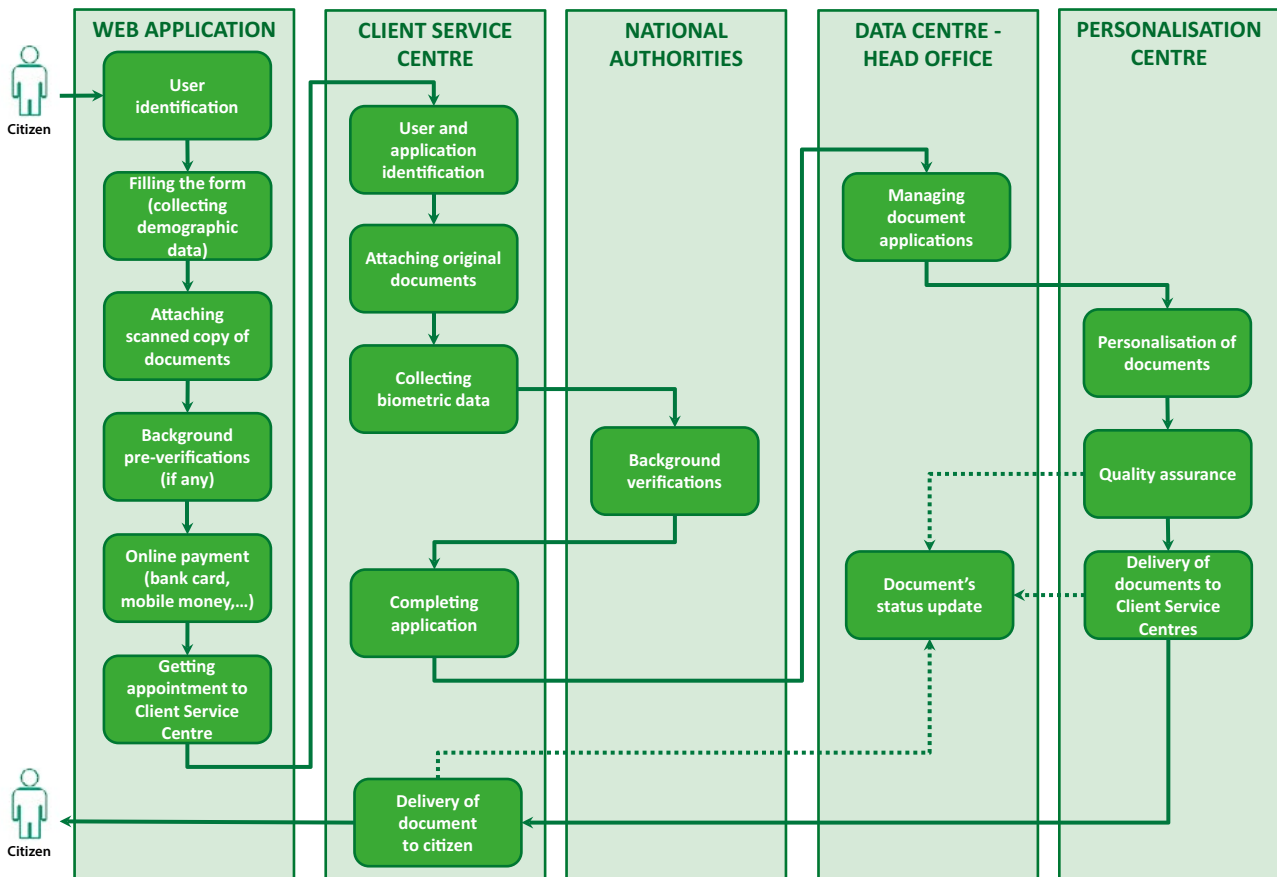 WEB APPLICATION
User
identification
Citizen
Filling the form
(collecting
demographic
data)
Attaching
scanned copy of
documents
Background
pre-verifications
(if any)
Online payment
(bank card,
mobile money,...)
Getting
appointment to
Client Service
Centre
Citizen
CLIENT SERVICE
CENTRE
User and
application
identification
Attaching original
documents
Collecting
biometric data
Completing
application
Delivery of
document
to citizen
NATIONAL
AUTHORITIES
Background
verifications
DATA CENTRE -
HEAD OFFICE
Managing
document
applications
Document’s
status update
PERSONALISATION
CENTRE
Personalisation of
documents
Quality assurance
Delivery of
documents to
Client Service
Centres